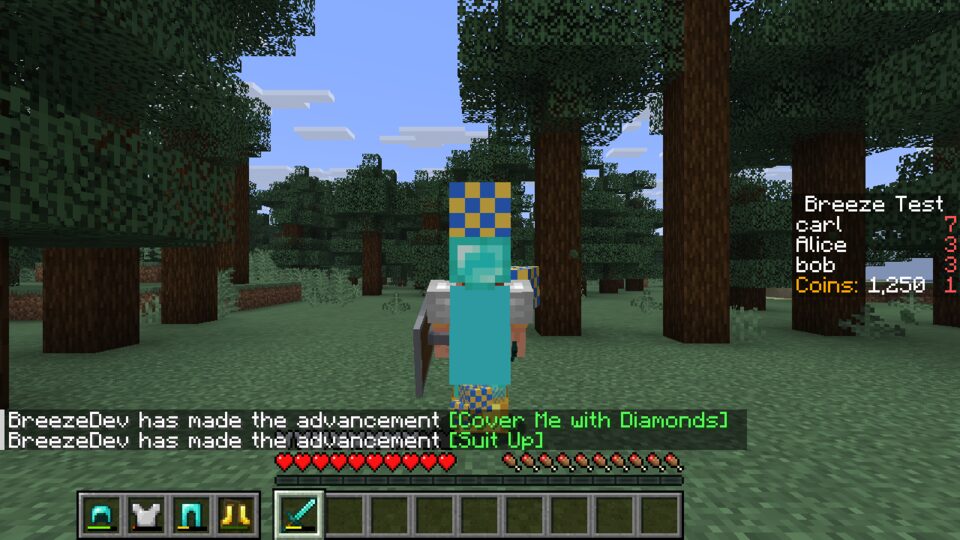 Breeze Test
carl 7
Alice 3
bob 3
Coins: 1,250 1
BreezeDev has made the advancement [Cover Me with Diamonds]
BreezeDev has made the advancement [Suit Up]